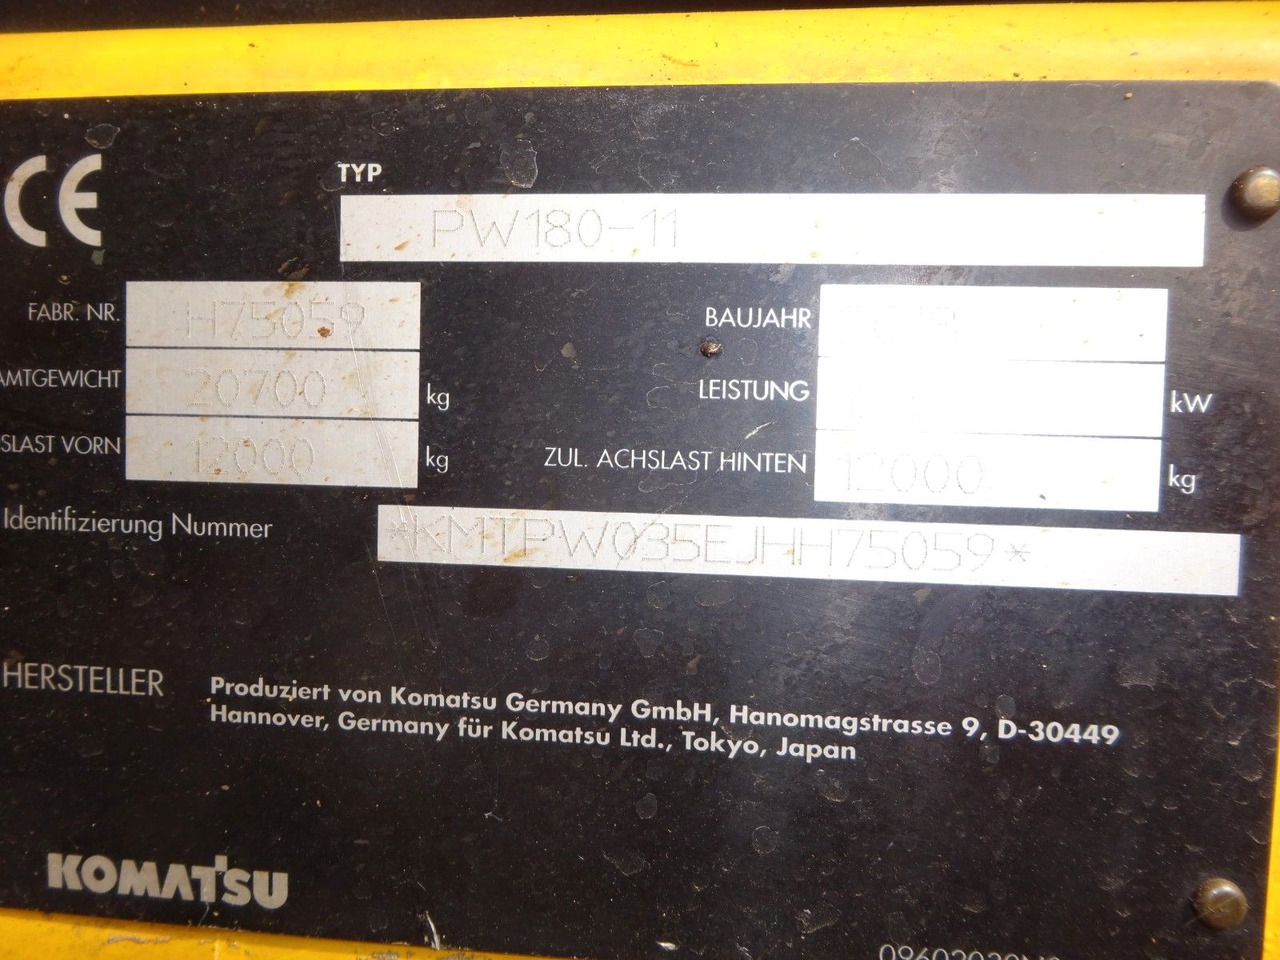 CE
TYP
PW180-11
FABR. NR. H75059
BAUJAHR
AMTGEWICHT 20700 kg
LEISTUNG kW
SLAST VORN 12000 kg
ZUL. ACHSLAST HINTEN 12000 kg
Identifizierung Nummer *KMTPW035EJHH75059*
HERSTELLER
Produziert von Komatsu Germany GmbH, Hanomagstrasse 9, D-30449
Hannover, Germany für Komatsu Ltd., Tokyo, Japan
KOMATSU